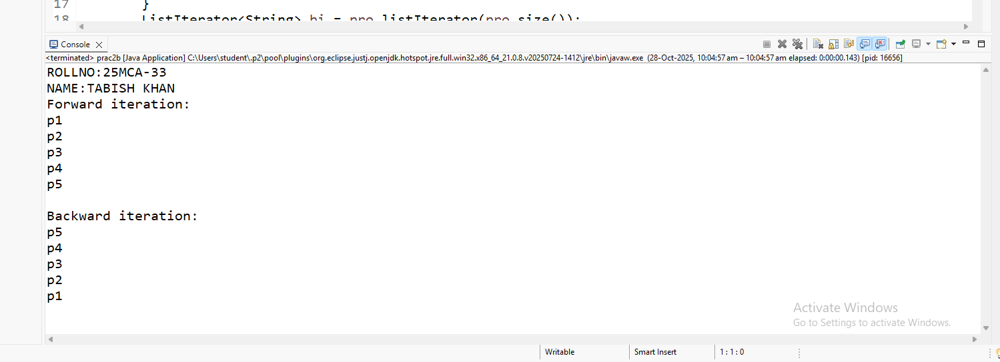 17 }
18 ListIterator<String> bi = pro.listIterator(pro.size());
Console
<terminated> prac2b [Java Application] C:\Users\student\.p2\pool\plugins\org.eclipse.justj.openjdk.hotspot.jre.full.win32.x86_64_21.0.8.v20250724-1412\jre\bin\javaw.exe (28-Oct-2025, 10:04:57 am – 10:04:57 am elapsed: 0:00:00.143) [pid: 16656]
ROLLNO:25MCA-33
NAME:TABISH KHAN
Forward iteration:
p1
p2
p3
p4
p5
Backward iteration:
p5
p4
p3
p2
p1
Activate Windows
Go to Settings to activate Windows.
Writable Smart Insert 1 : 1 : 0